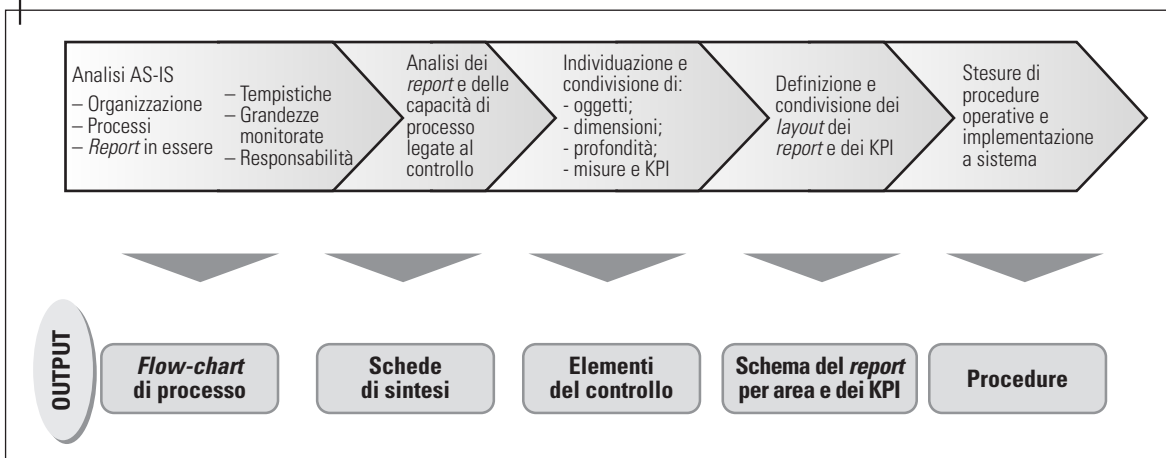 Analisi AS-IS
– Organizzazione
– Processi
– Report in essere
– Tempistiche
– Grandezze
monitorate
– Responsabilità
Analisi dei
report e delle
capacità di
processo
legate al
controllo
Individuazione e
condivisione di:
- oggetti;
- dimensioni;
- profondità;
- misure e KPI
Definizione e
condivisione dei
layout dei
report e dei KPI
Stesure di
procedure
operative e
implementazione
a sistema
OUTPUT
Flow-chart
di processo
Schede
di sintesi
Elementi
del controllo
Schema del report
per area e dei KPI
Procedure